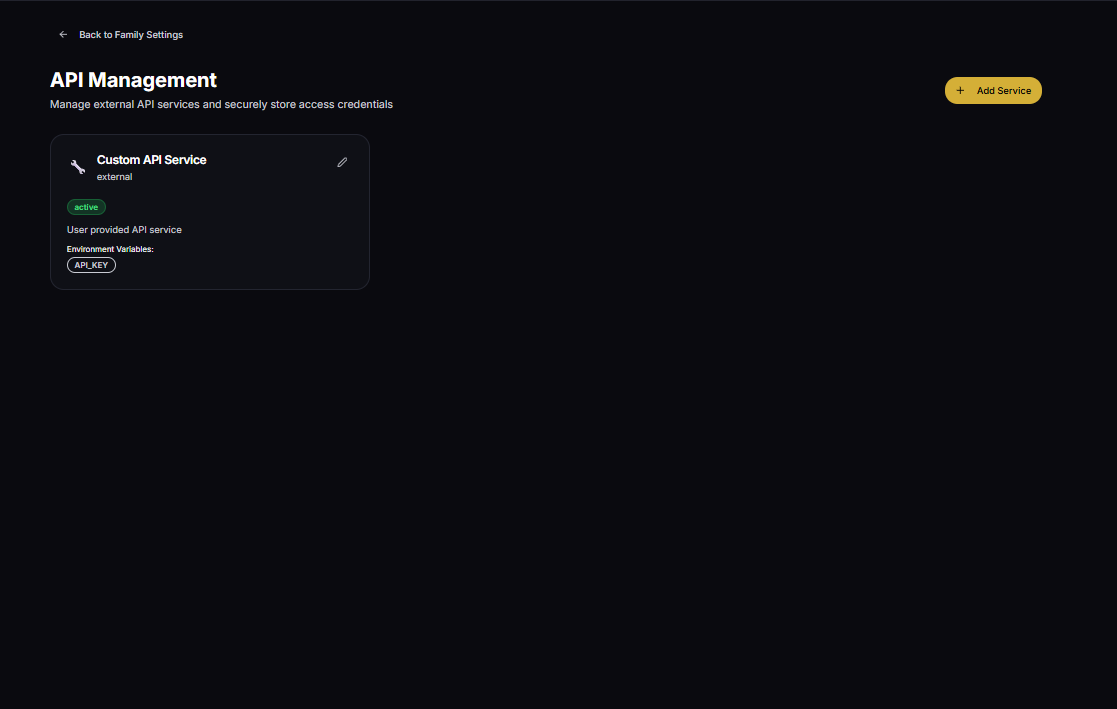 Back to Family Settings
API Management
Manage external API services and securely store access credentials
Add Service
Custom API Service
external
active
User provided API service
Environment Variables:
API_KEY